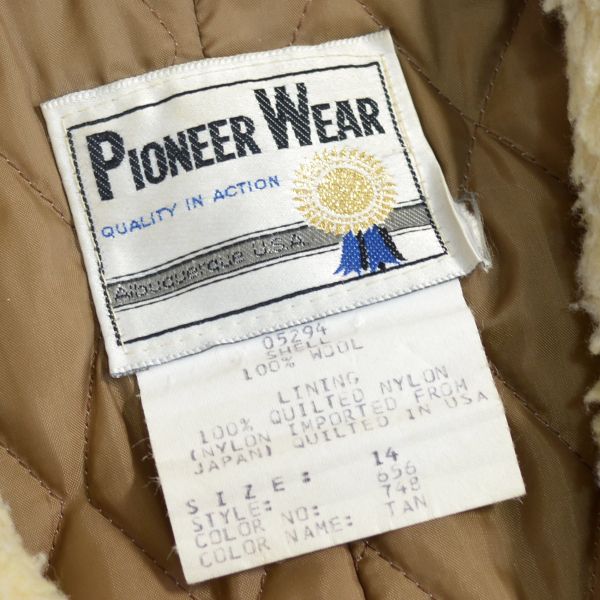 PIONEER WEAR
QUALITY IN ACTION
Albuquerque U.S.A.
05294
SHELL
100% WOOL
LINING
100% QUILTED NYLON
(NYLON IMPORTED FROM
JAPAN) QUILTED IN USA
SIZE: 14
STYLE: 656
COLOR NO: 748
COLOR NAME: TAN